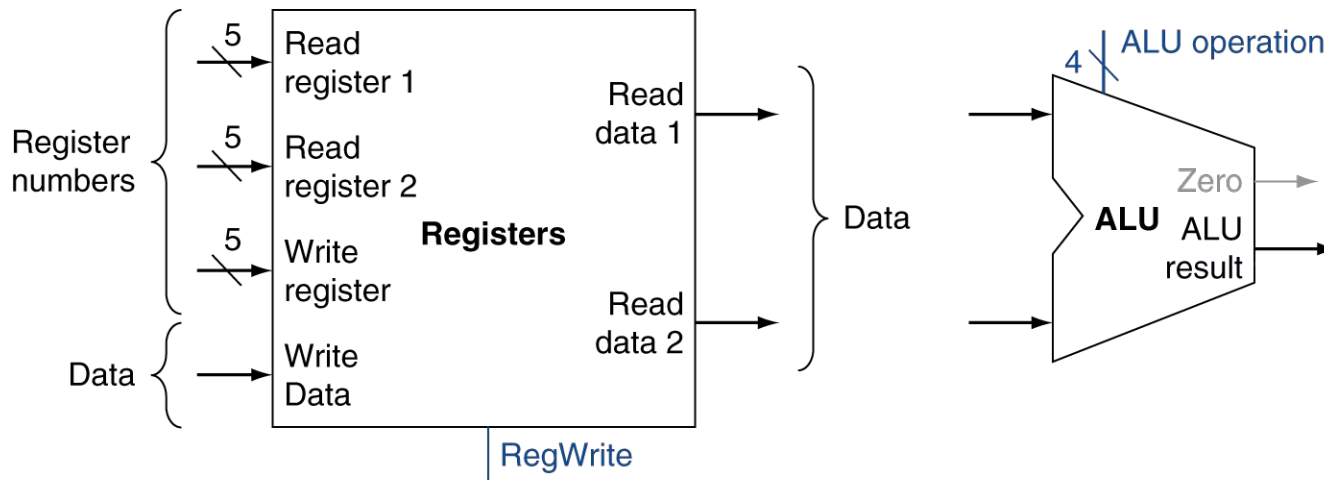 Register
numbers
5
Read
register 1
5
Read
register 2
5
Write
register
Data
Write
Data
Registers
Read
data 1
Read
data 2
RegWrite
Data
4
ALU operation
ALU
Zero
ALU
result